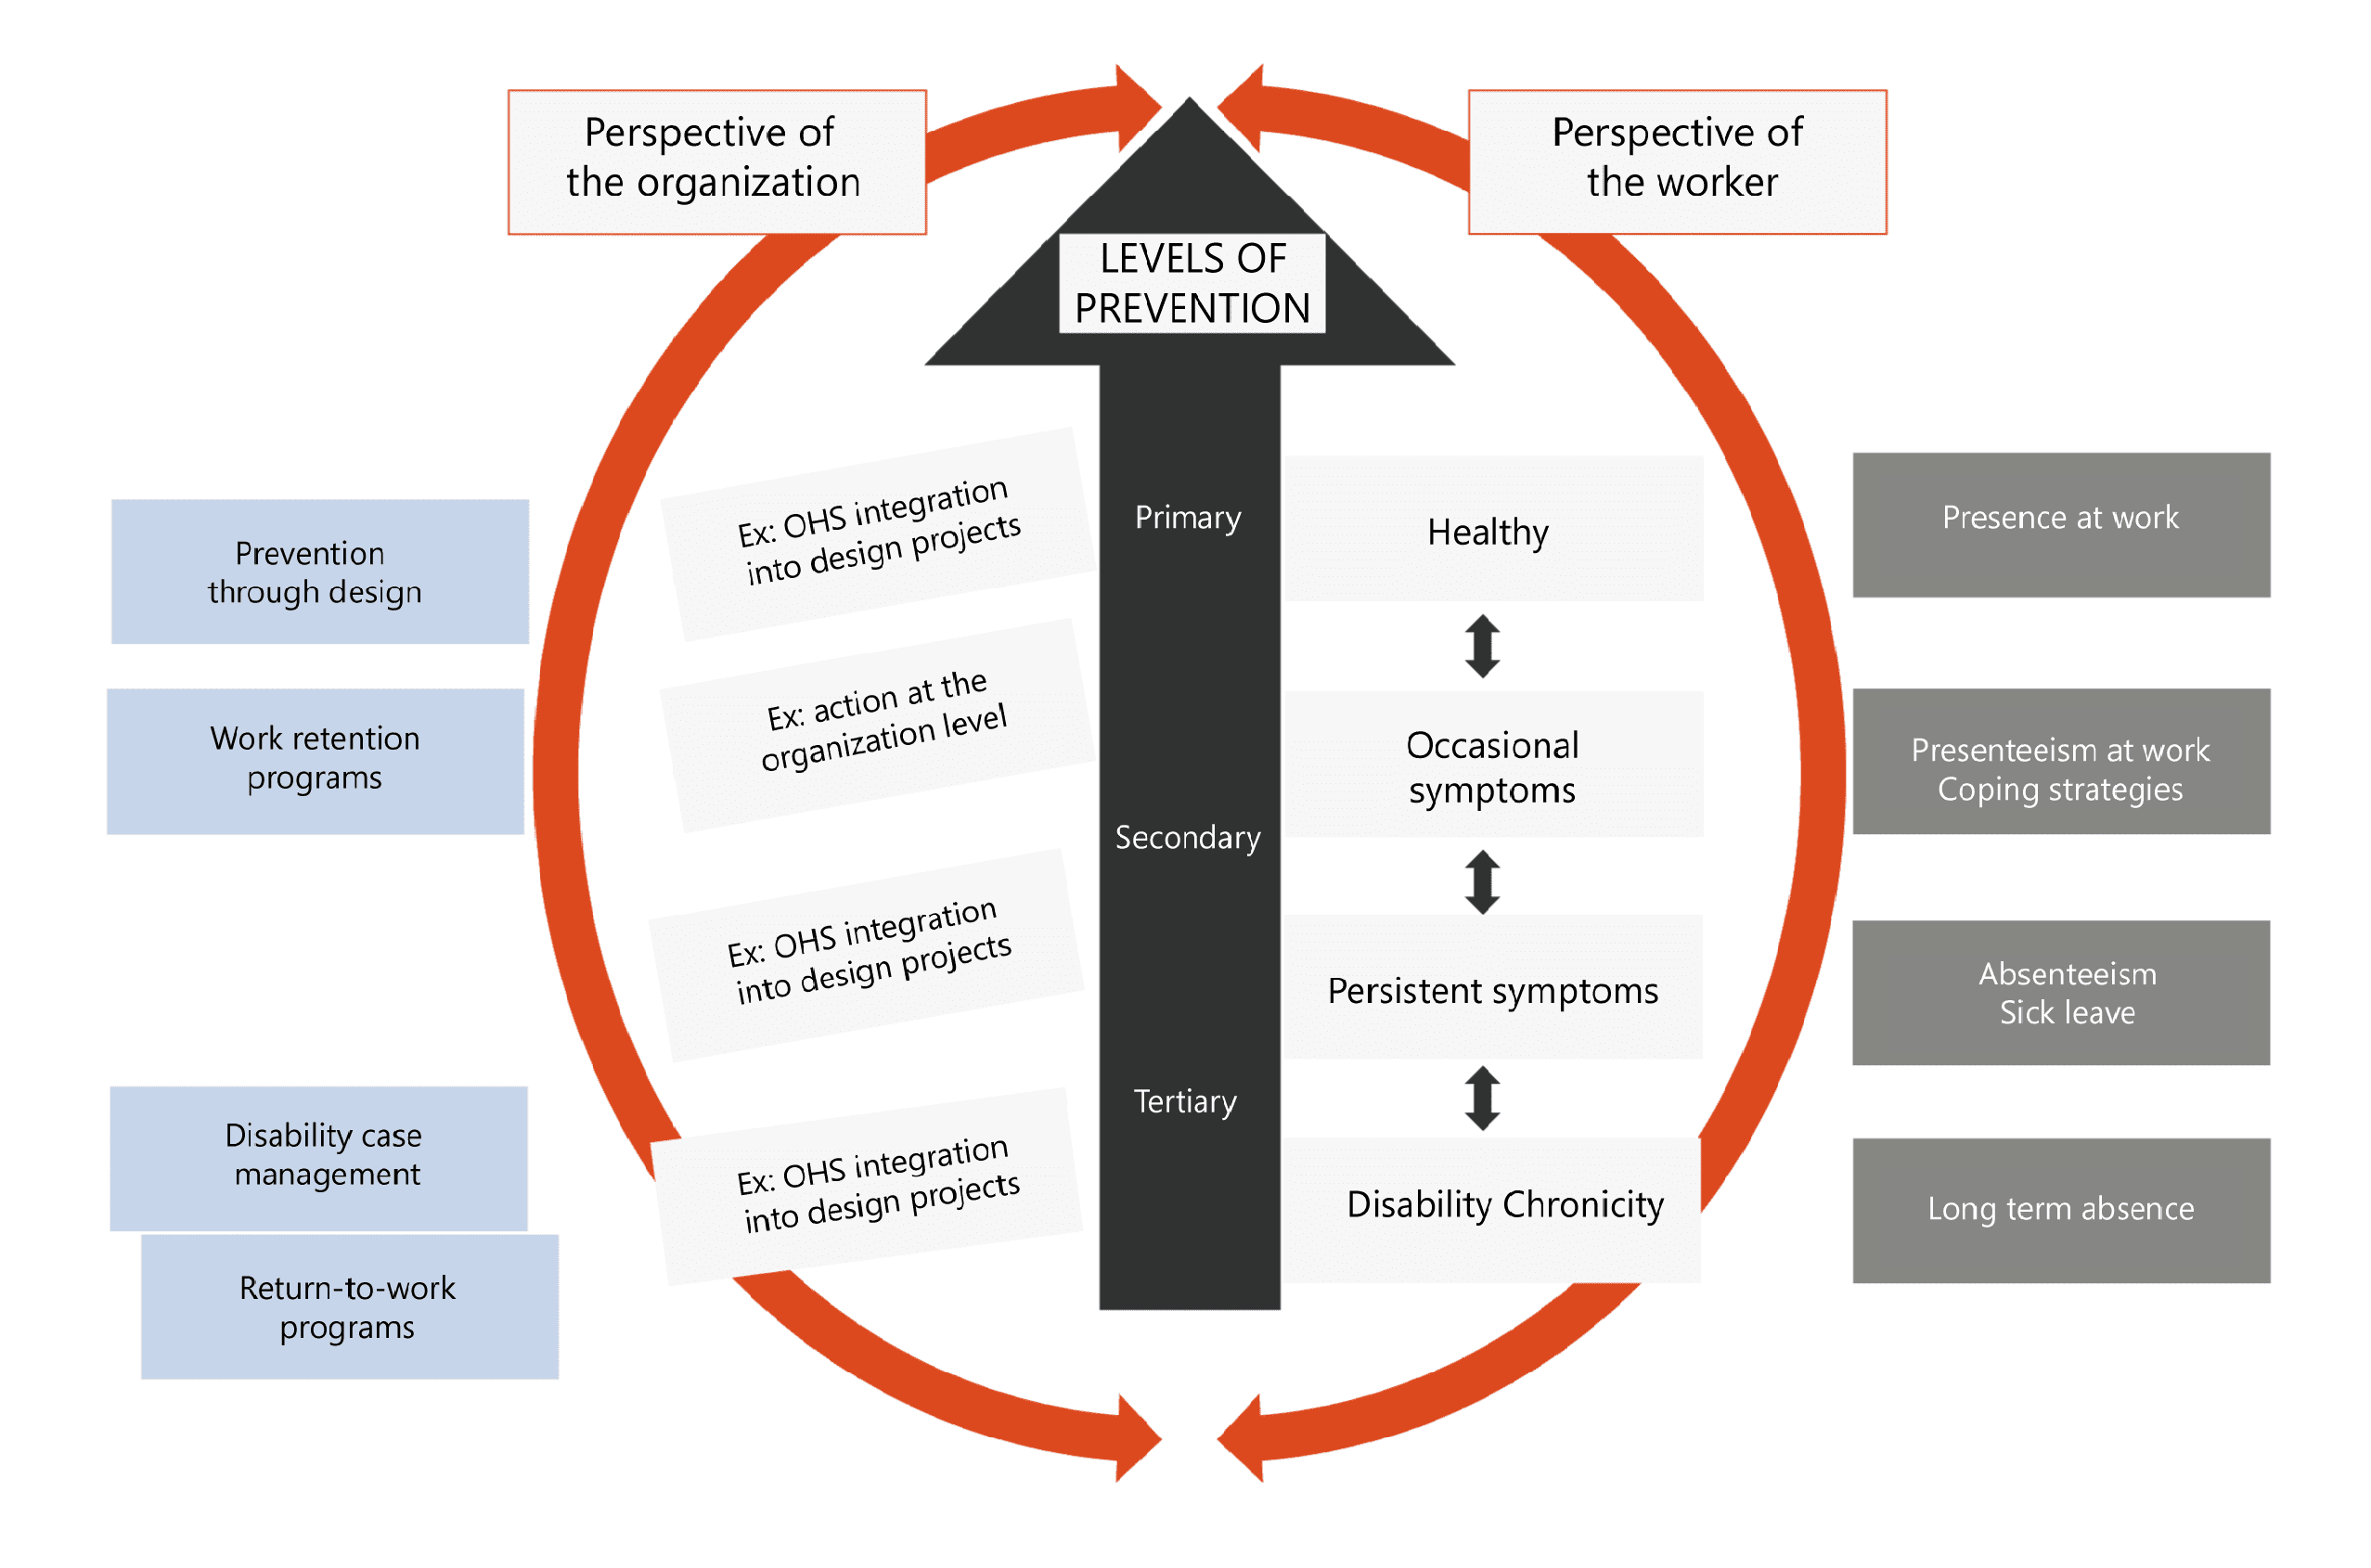 Perspective of
the organization
Perspective of
the worker
LEVELS OF
PREVENTION
Prevention
through design
Ex: OHS integration
into design projects
Primary
Healthy
Presence at work
Work retention
programs
Ex: action at the
organization level
Secondary
Occasional
symptoms
Presenteeism at work
Coping strategies
Ex: OHS integration
into design projects
Persistent symptoms
Absenteeism
Sick leave
Tertiary
Disability case
management
Return-to-work
programs
Ex: OHS integration
into design projects
Disability Chronicity
Long term absence